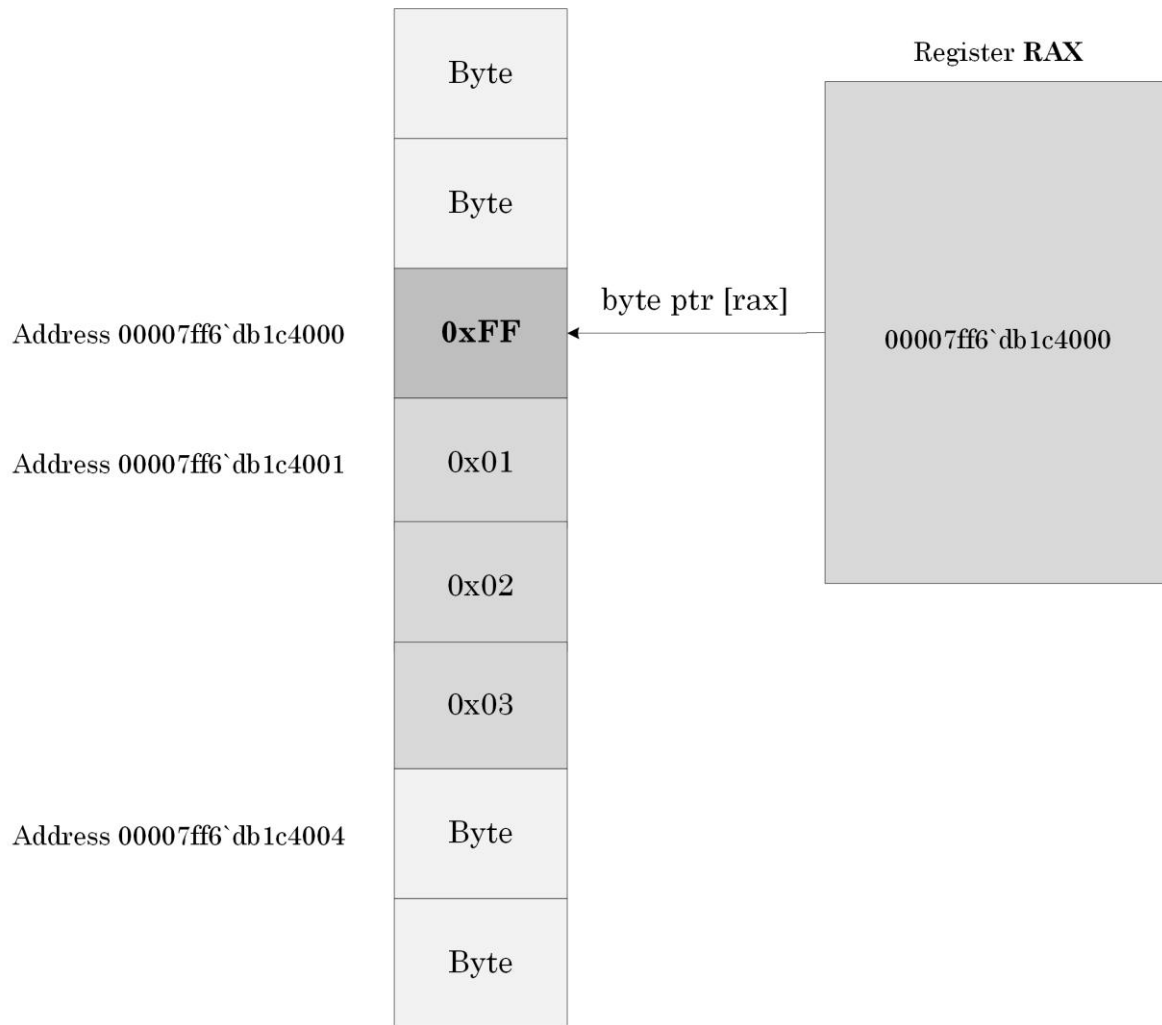 Register RAX
Byte
Byte
byte ptr [rax]
Address 00007ff6`db1c4000
0xFF
00007ff6`db1c4000
Address 00007ff6`db1c4001
0x01
0x02
0x03
Address 00007ff6`db1c4004
Byte
Byte